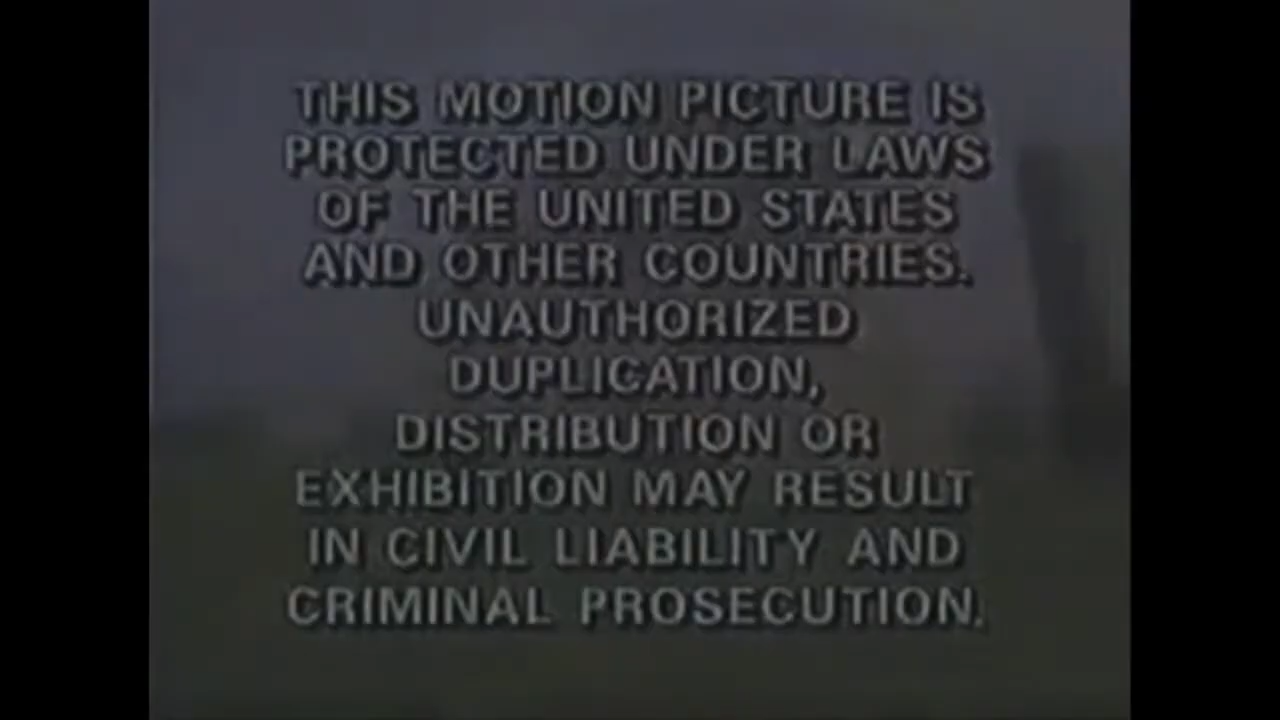 THIS MOTION PICTURE IS
PROTECTED UNDER LAWS
OF THE UNITED STATES
AND OTHER COUNTRIES.
UNAUTHORIZED
DUPLICATION,
DISTRIBUTION OR
EXHIBITION MAY RESULT
IN CIVIL LIABILITY AND
CRIMINAL PROSECUTION.